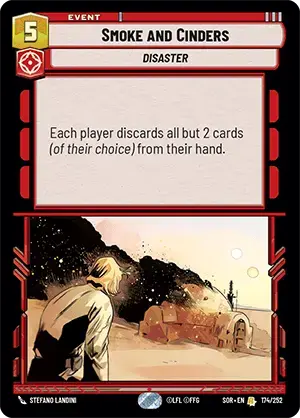 EVENT
5
SMOKE AND CINDERS
DISASTER
Each player discards all but 2 cards
(of their choice) from their hand.
STEFANO LANDINI
©LFL ©FFG
SOR • EN
174/252